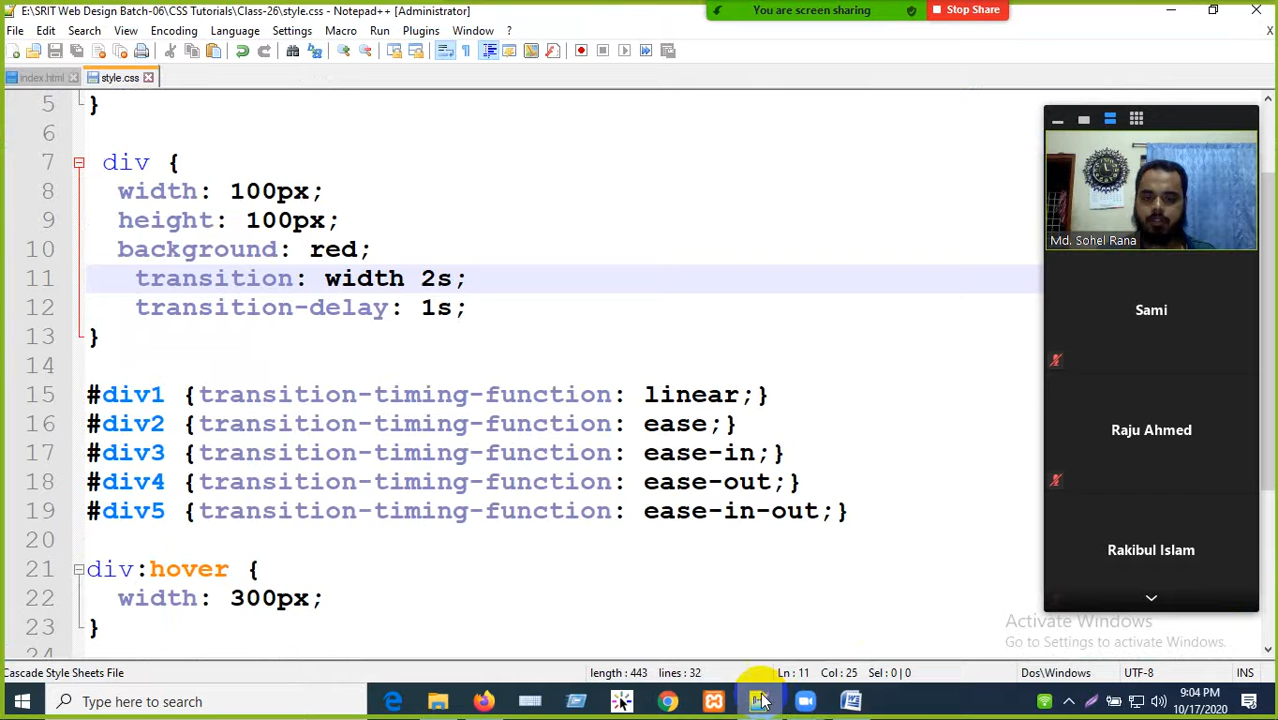 E:\SRIT Web Design Batch-06\CSS Tutorials\Class-26\style.css - Notepad++ [Administrator]
You are screen sharing
Stop Share
File Edit Search View Encoding Language Settings Macro Run Plugins Window ?
X
index.html
style.css
5 }
6
7 div {
8 width: 100px;
9 height: 100px;
10 background: red;
11 transition: width 2s;
12 transition-delay: 1s;
13 }
14
15 #div1 {transition-timing-function: linear;}
16 #div2 {transition-timing-function: ease;}
17 #div3 {transition-timing-function: ease-in;}
18 #div4 {transition-timing-function: ease-out;}
19 #div5 {transition-timing-function: ease-in-out;}
20
21 div:hover {
22 width: 300px;
23 }
24
Md. Sohel Rana
Sami
Raju Ahmed
Rakibul Islam
Activate Windows
Go to Settings to activate Windows.
Cascade Style Sheets File length : 443 lines : 32 Ln : 11 Col : 25 Sel : 0 | 0 Dos\Windows UTF-8 INS
Type here to search
9:04 PM
10/17/2020